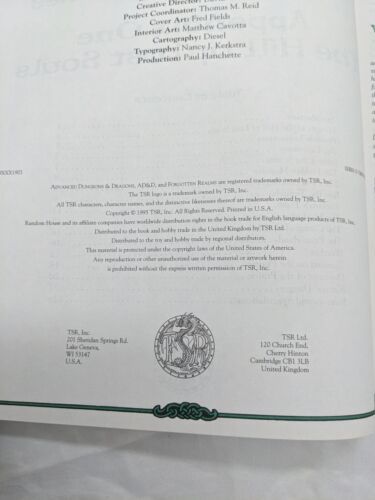 Creative Director:
Project Coordinator: Thomas M. Reid
Cover Art: Fred Fields
Interior Art: Matthew Cavotta
Cartography: Diesel
Typography: Nancy J. Kerkstra
Production: Paul Hanchette
ADVANCED DUNGEONS & DRAGONS, AD&D, and FORGOTTEN REALMS are registered trademarks owned by TSR, Inc.
The TSR logo is a trademark owned by TSR, Inc.
All TSR characters, character names, and the distinctive likenesses thereof are trademarks owned by TSR, Inc.
Copyright © 1995 TSR, Inc. All Rights Reserved. Printed in U.S.A.
Random House and its affiliate companies have worldwide distribution rights in the book trade for English language products of TSR, Inc.
Distributed to the book and hobby trade in the United Kingdom by TSR Ltd.
Distributed to the toy and hobby trade by regional distributors.
This material is protected under the copyright laws of the United States of America.
Any reproduction or other unauthorized use of the material or artwork herein
is prohibited without the express written permission of TSR, Inc.
TSR, Inc.
201 Sheridan Springs Rd.
Lake Geneva,
WI 53147
U.S.A.
TSR
TSR Ltd.
120 Church End,
Cherry Hinton
Cambridge CB1 3LB
United Kingdom